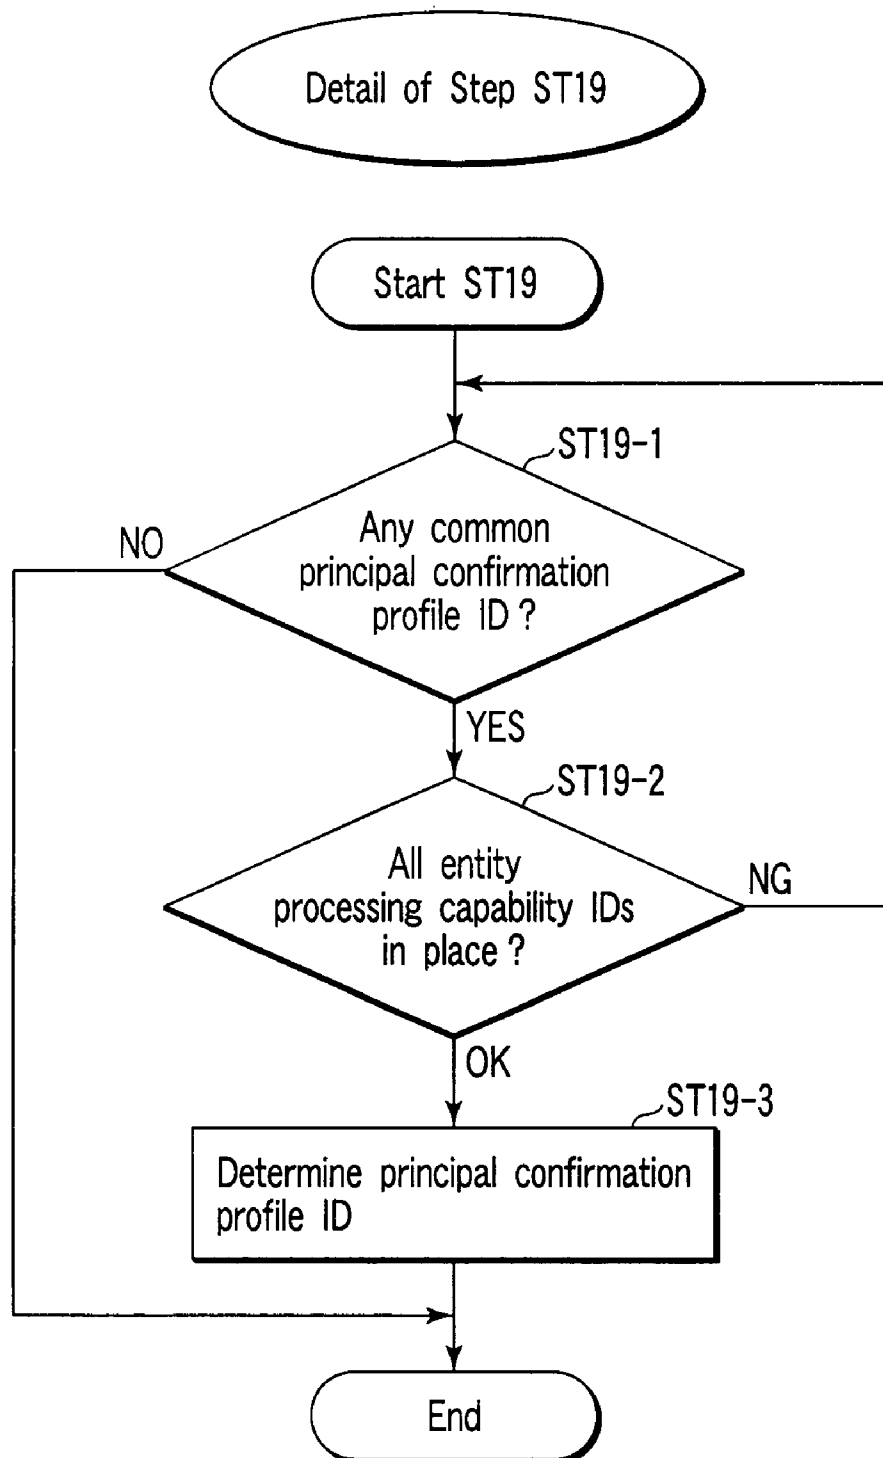 Detail of Step ST19
Start ST19
ST19-1
Any common
principal confirmation
profile ID ?
NO
YES
ST19-2
All entity
processing capability IDs
in place ?
NG
OK
ST19-3
Determine principal confirmation
profile ID
End